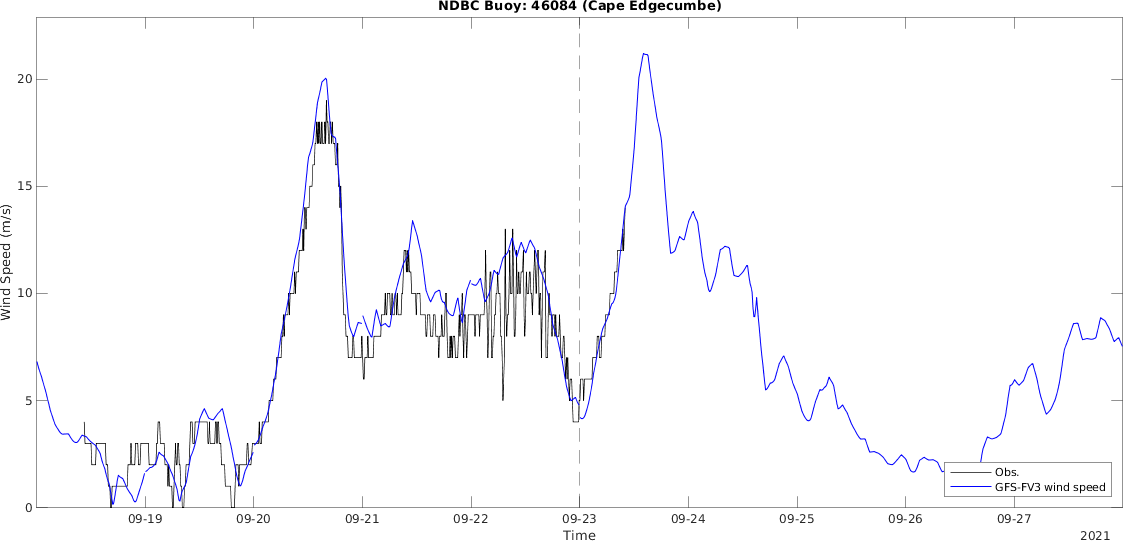 NDBC Buoy: 46084 (Cape Edgecumbe)
Wind Speed (m/s)
20
15
10
5
0
09-19 09-20 09-21 09-22 09-23 09-24 09-25 09-26 09-27
Time
2021
Obs.
GFS-FV3 wind speed